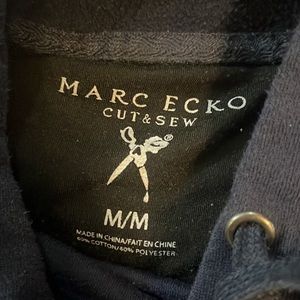 MARC ECKO
CUT & SEW
®
M/M
MADE IN CHINA/FAIT EN CHINE
60% COTTON/40% POLYESTER